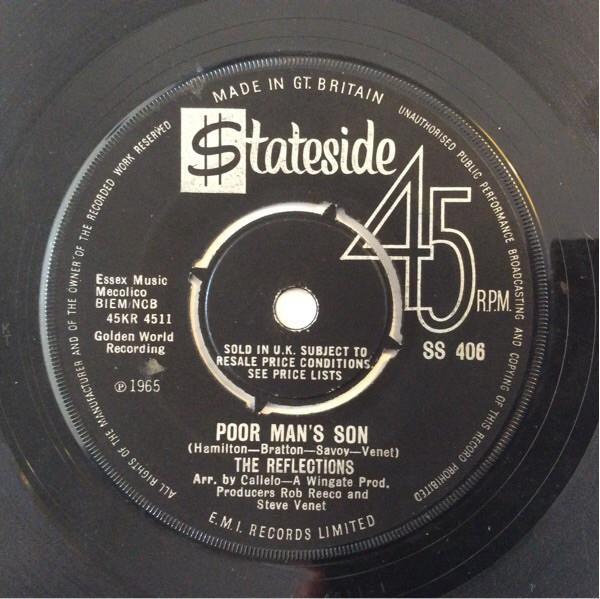 MADE IN GT. BRITAIN
$tateside
45
R.P.M.
SS 406
Essex Music
Mecolico
BIEM/NCB
45KR 4511
Golden World
Recording
℗ 1965
SOLD IN U.K. SUBJECT TO
RESALE PRICE CONDITIONS.
SEE PRICE LISTS
POOR MAN'S SON
(Hamilton—Bratton—Savoy—Venet)
THE REFLECTIONS
Arr. by Callelo—A Wingate Prod.
Producers Rob Reeco and
Steve Venet
E.M.I. RECORDS LIMITED
ALL RIGHTS OF THE MANUFACTURER AND OF THE OWNER OF THE RECORDED WORK RESERVED
UNAUTHORISED PUBLIC PERFORMANCE BROADCASTING AND COPYING OF THIS RECORD PROHIBITED